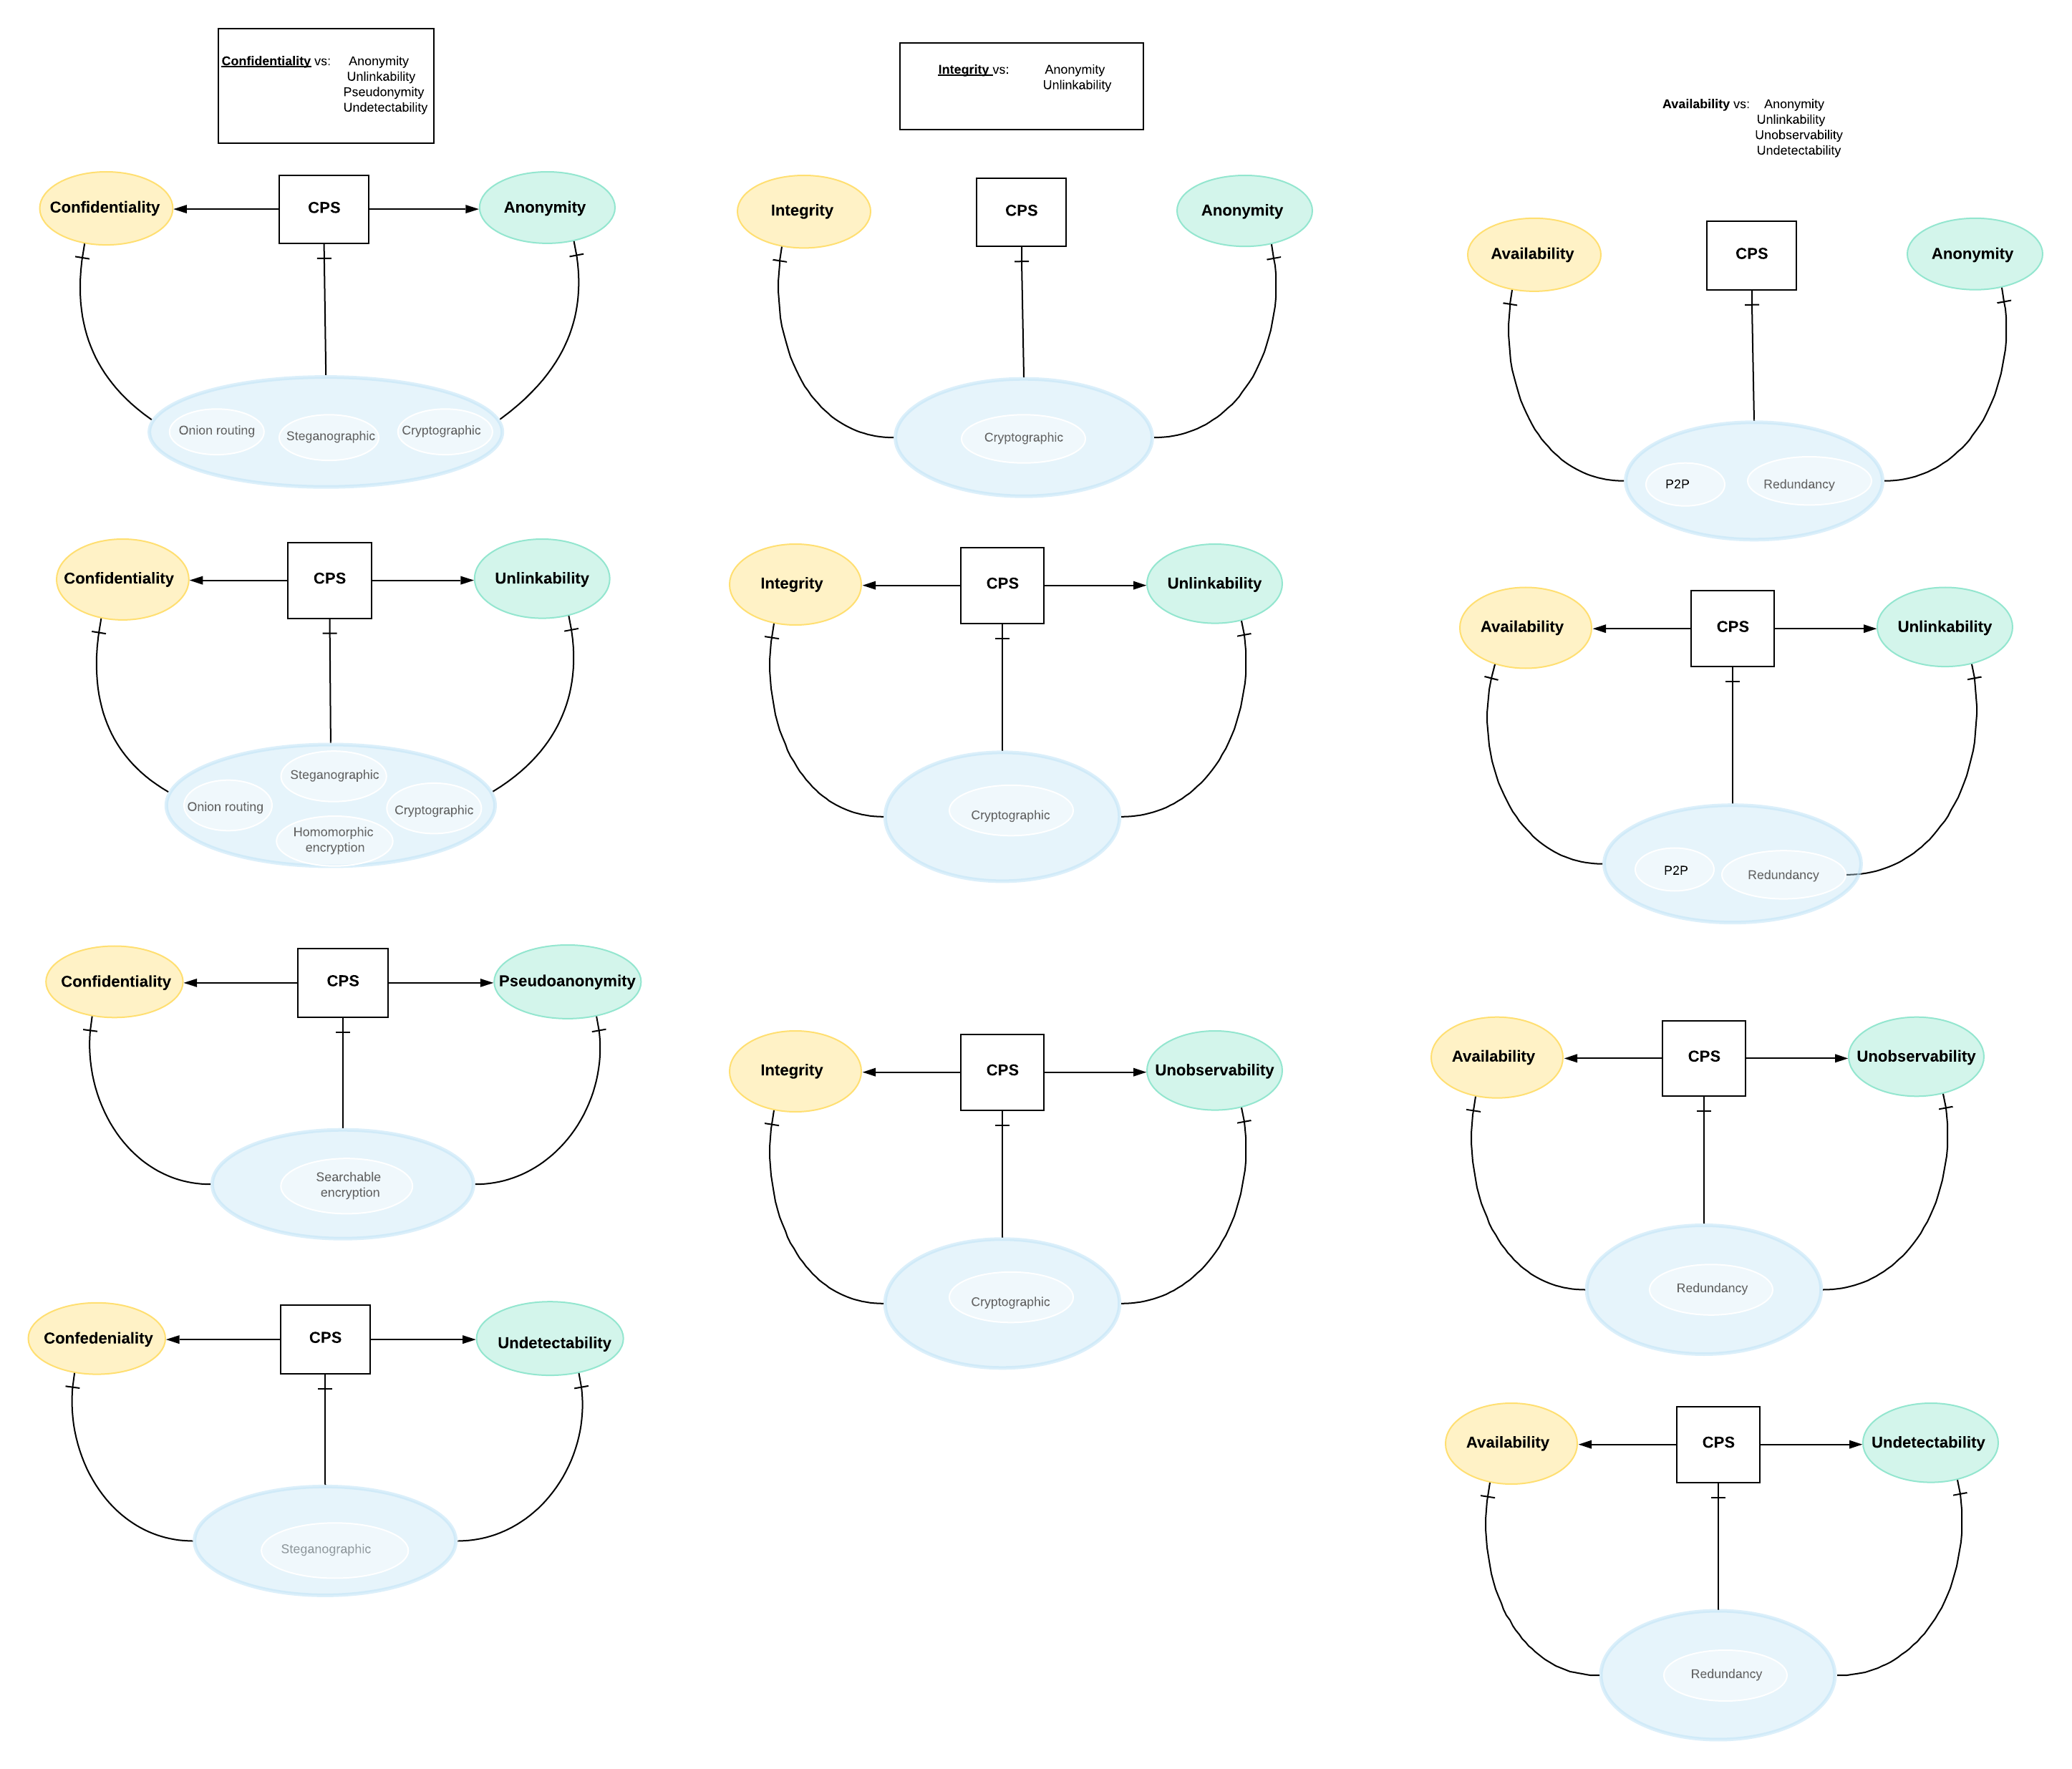 Confidentiality vs: Anonymity
Unlinkability
Pseudonymity
Undetectability
Confidentiality CPS Anonymity
Onion routing Steganographic Cryptographic
Confidentiality CPS Unlinkability
Steganographic
Onion routing Cryptographic
Homomorphic
encryption
Confidentiality CPS Pseudoanonymity
Searchable
encryption
Confedeniality CPS Undetectability
Steganographic
Integrity vs: Anonymity
Unlinkability
Integrity CPS Anonymity
Cryptographic
Integrity CPS Unlinkability
Cryptographic
Integrity CPS Unobservability
Cryptographic
Availability vs: Anonymity
Unlinkability
Unobservability
Undetectability
Availability CPS Anonymity
P2P Redundancy
Availability CPS Unlinkability
P2P Redundancy
Availability CPS Unobservability
Redundancy
Availability CPS Undetectability
Redundancy